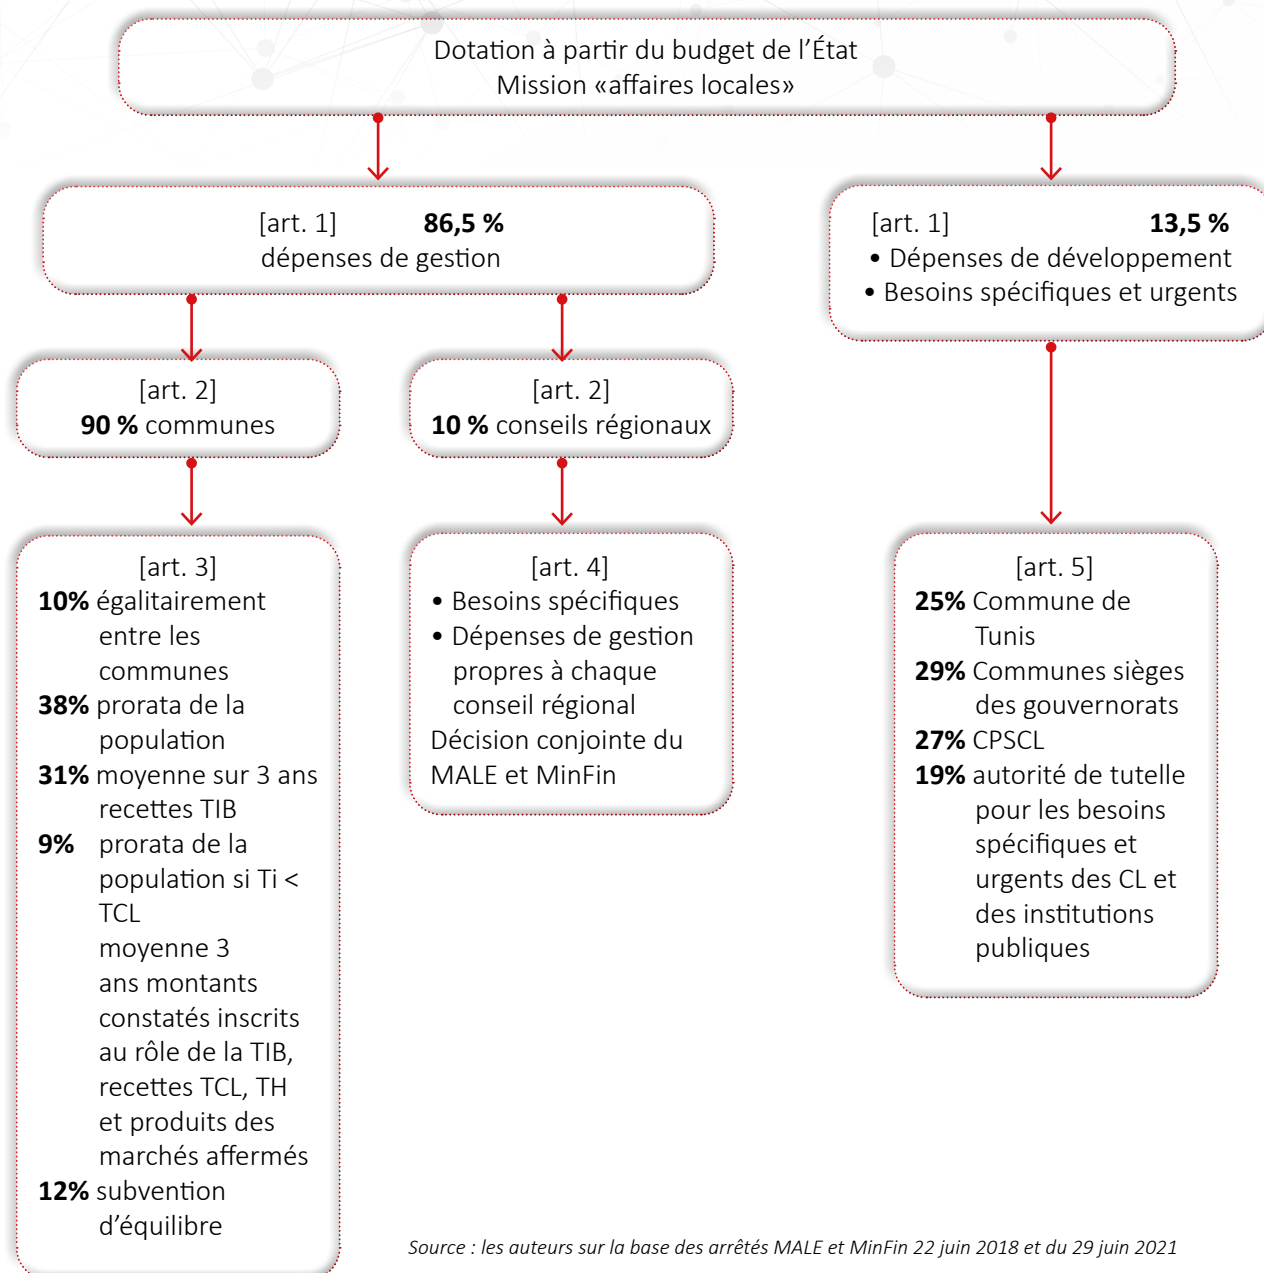 Dotation à partir du budget de l’État
Mission «affaires locales»
[art. 1] 86,5 %
dépenses de gestion
[art. 1] 13,5 %
• Dépenses de développement
• Besoins spécifiques et urgents
[art. 2]
90 % communes
[art. 2]
10 % conseils régionaux
[art. 3]
10% égalitairement
entre les
communes
38% prorata de la
population
31% moyenne sur 3 ans
recettes TIB
9% prorata de la
population si Ti <
TCL
moyenne 3
ans montants
constatés inscrits
au rôle de la TIB,
recettes TCL, TH
et produits des
marchés affermés
12% subvention
d'équilibre
[art. 4]
• Besoins spécifiques
• Dépenses de gestion
propres à chaque
conseil régional
Décision conjointe du
MALE et MinFin
[art. 5]
25% Commune de
Tunis
29% Communes sièges
des gouvernorats
27% CPSCL
19% autorité de tutelle
pour les besoins
spécifiques et
urgents des CL et
des institutions
publiques
Source : les auteurs sur la base des arrêtés MALE et MinFin 22 juin 2018 et du 29 juin 2021